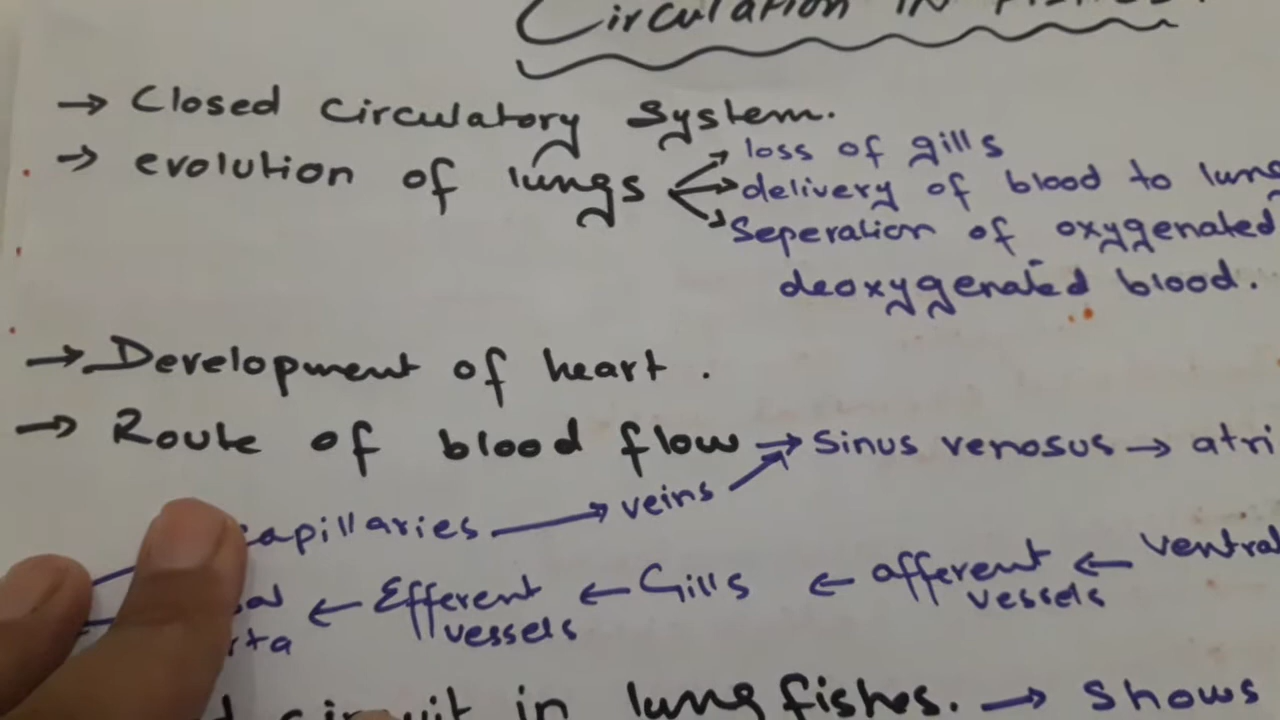 Circulation IN Fishes.
→ Closed Circulatory System.
→ evolution of lungs
loss of gills
delivery of blood to lung
Seperation of oxygenated
deoxygenated blood.
→ Development of heart.
→ Route of blood flow → Sinus venosus → atri
capillaries → veins
Efferent vessels ← Gills ← afferent vessels ← Ventral
circuit in lung fishes. → Shows